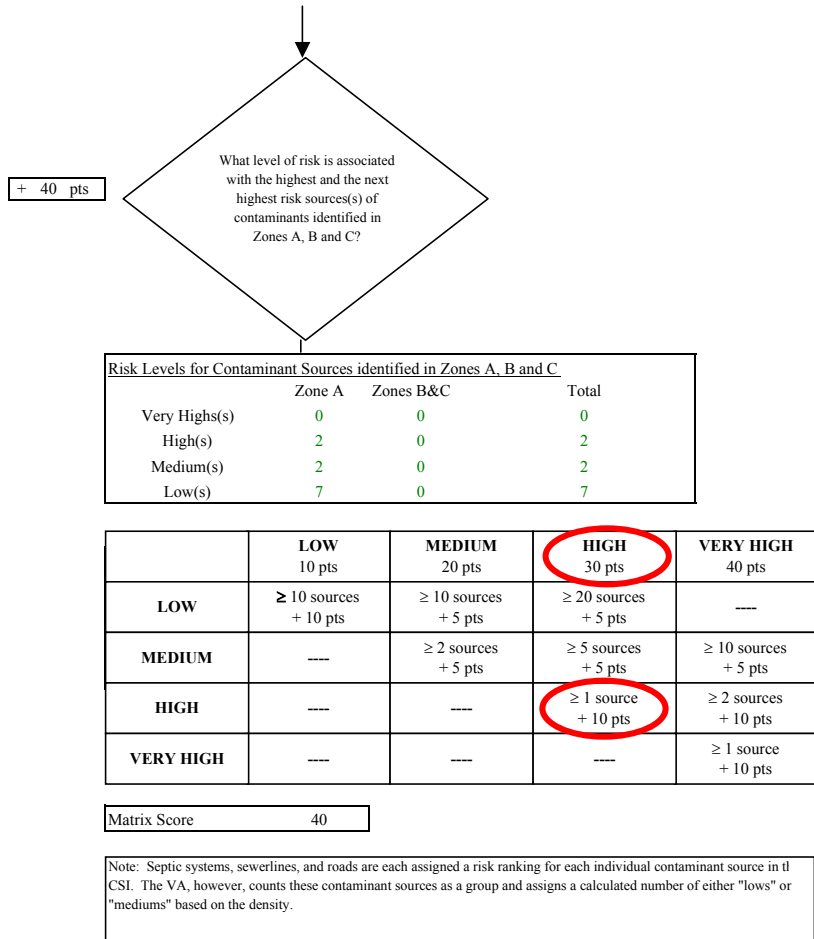 What level of risk is associated
with the highest and the next
highest risk sources(s) of
contaminants identified in
Zones A, B and C?
+ 40 pts
Risk Levels for Contaminant Sources identified in Zones A, B and C
Zone A Zones B&C Total
Very Highs(s) 0 0 0
High(s) 2 0 2
Medium(s) 2 0 2
Low(s) 7 0 7
LOW MEDIUM HIGH VERY HIGH
10 pts 20 pts 30 pts 40 pts
LOW ≥ 10 sources ≥ 10 sources ≥ 20 sources ----
+ 10 pts + 5 pts + 5 pts
MEDIUM ---- ≥ 2 sources ≥ 5 sources ≥ 10 sources
+ 5 pts + 5 pts + 5 pts
HIGH ---- ---- ≥ 1 source ≥ 2 sources
+ 10 pts + 10 pts
VERY HIGH ---- ---- ---- ≥ 1 source
+ 10 pts
Matrix Score 40
Note: Septic systems, sewerlines, and roads are each assigned a risk ranking for each individual contaminant source in
CSI. The VA, however, counts these contaminant sources as a group and assigns a calculated number of either "lows" or
"mediums" based on the density.